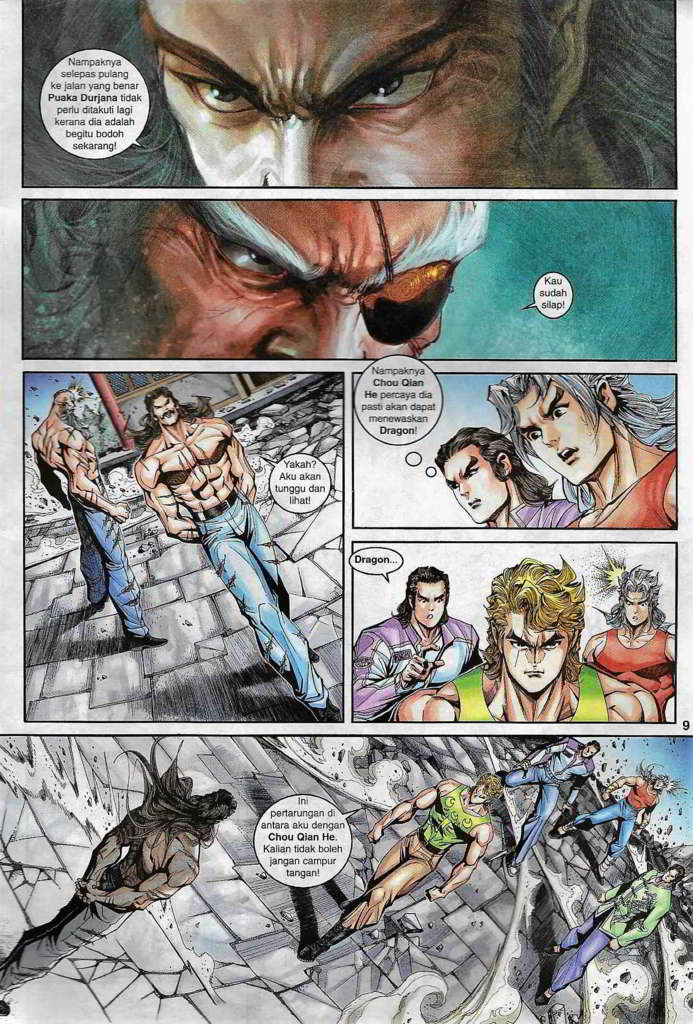 Nampaknya
selepas pulang
ke jalan yang benar
Puaka Durjana tidak
perlu ditakuti lagi
kerana dia adalah
begitu bodoh
sekarang!
Kau
sudah
silap!
Yakah?
Aku akan
tunggu dan
lihat!
Nampaknya
Chou Qian
He percaya dia
pasti akan dapat
menewaskan
Dragon!
Dragon...
9
Ini
pertarungan di
antara aku dengan
Chou Qian He.
Kalian tidak boleh
jangan campur
tangan!